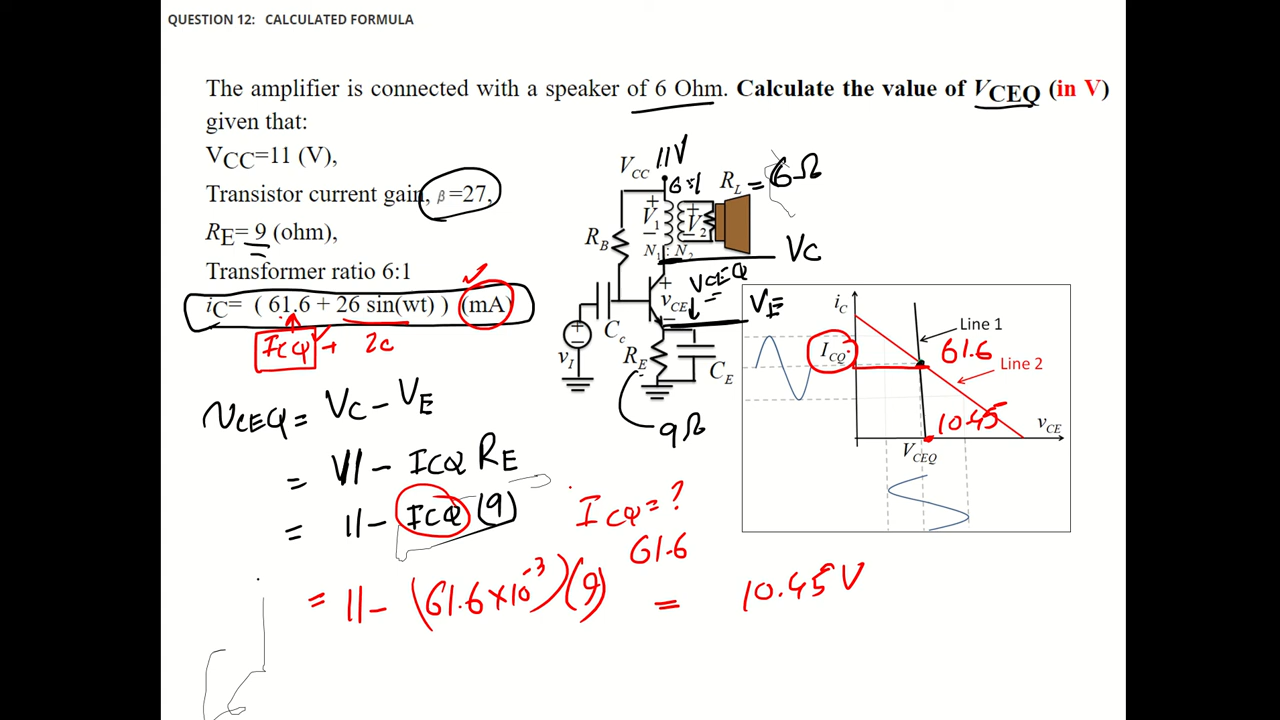 QUESTION 12: CALCULATED FORMULA
The amplifier is connected with a speaker of 6 Ohm. Calculate the value of VCEQ (in V)
given that:
VCC=11 (V),
Transistor current gain, β=27,
RE= 9 (ohm),
Transformer ratio 6:1
iC= ( 61.6 + 26 sin(wt) ) (mA)
ICQ +
VCC 11V
6:1
RL = 6Ω
V1
V2
RB
N1 : N2
VC
VCEQ
=
vCE
VE
Cc
vI
RE
CE
9Ω
iC
Line 1
ICQ
61.6
Line 2
10.45
vCE
VCEQ
VCEQ = VC - VE
= 11 - ICQ RE
= 11 - ICQ (9)
ICQ = ?
61.6
= 11 - (61.6×10-3)(9) = 10.45 V